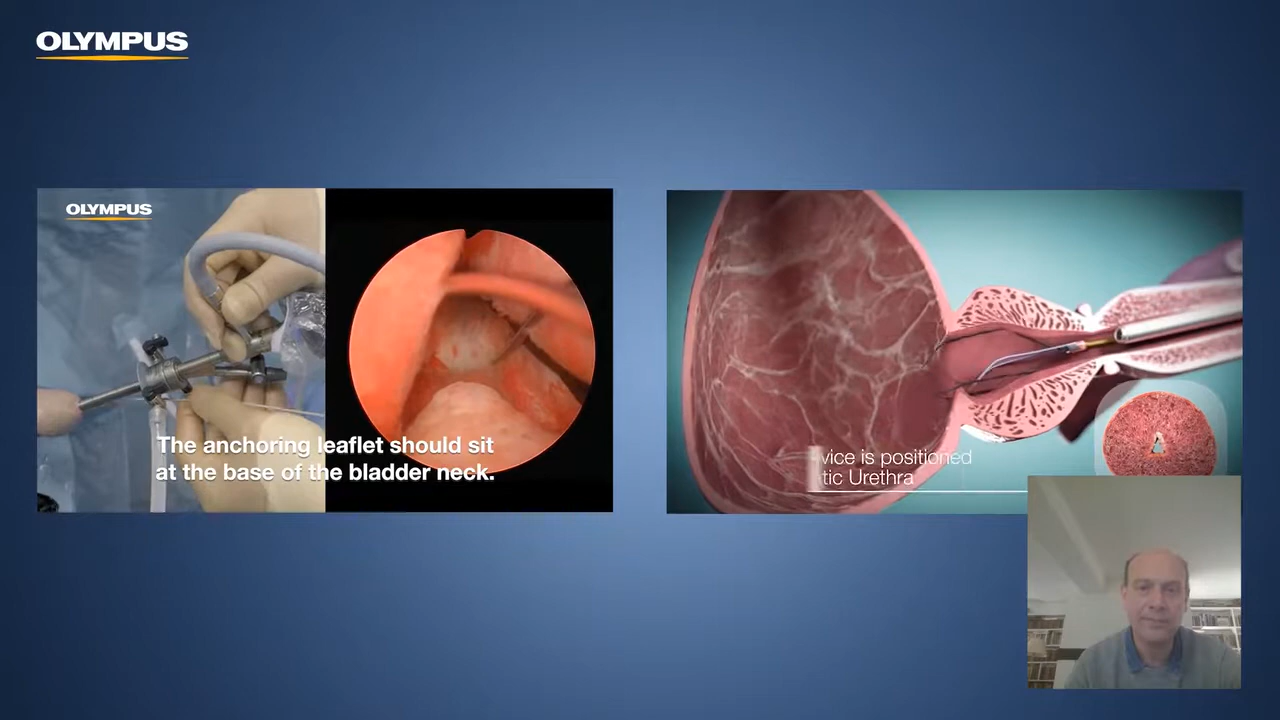 OLYMPUS
OLYMPUS
The anchoring leaflet should sit
at the base of the bladder neck.
vice is positioned
tic Urethra